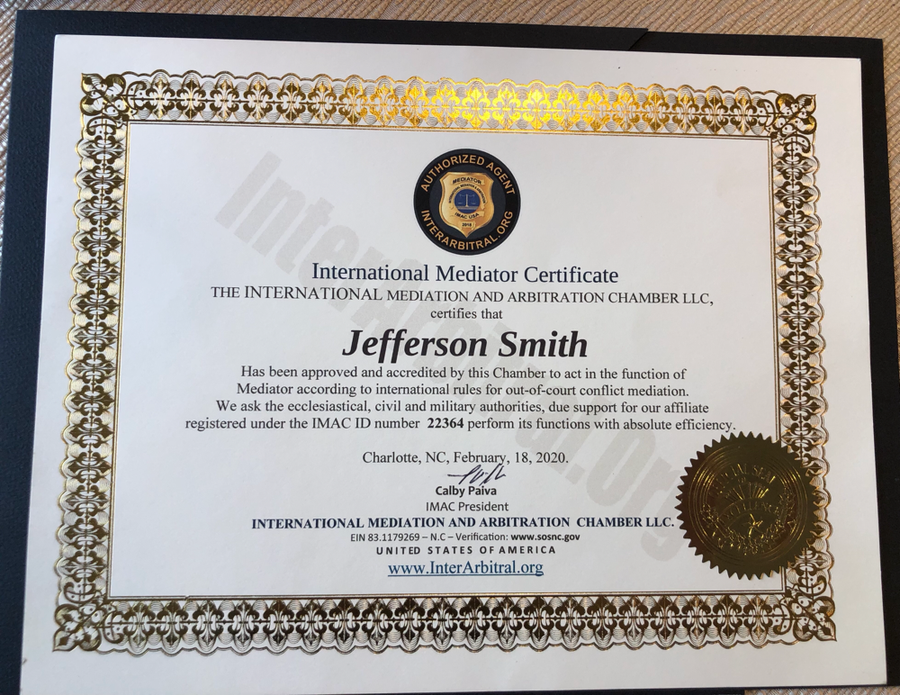 AUTHORIZED AGENT
MEDIATOR
IMAC USA
INTERARBITRAL.ORG
International Mediator Certificate
THE INTERNATIONAL MEDIATION AND ARBITRATION CHAMBER LLC,
certifies that
Jefferson Smith
Has been approved and accredited by this Chamber to act in the function of
Mediator according to international rules for out-of-court conflict mediation.
We ask the ecclesiastical, civil and military authorities, due support for our affiliate
registered under the IMAC ID number 22364 perform its functions with absolute efficiency.
Charlotte, NC, February, 18, 2020.
Calby Paiva
IMAC President
INTERNATIONAL MEDIATION AND ARBITRATION CHAMBER LLC.
EIN 83.1179269 – N.C – Verification: www.sosnc.gov
UNITED STATES OF AMERICA
www.InterArbitral.org
InterArbitral.Org